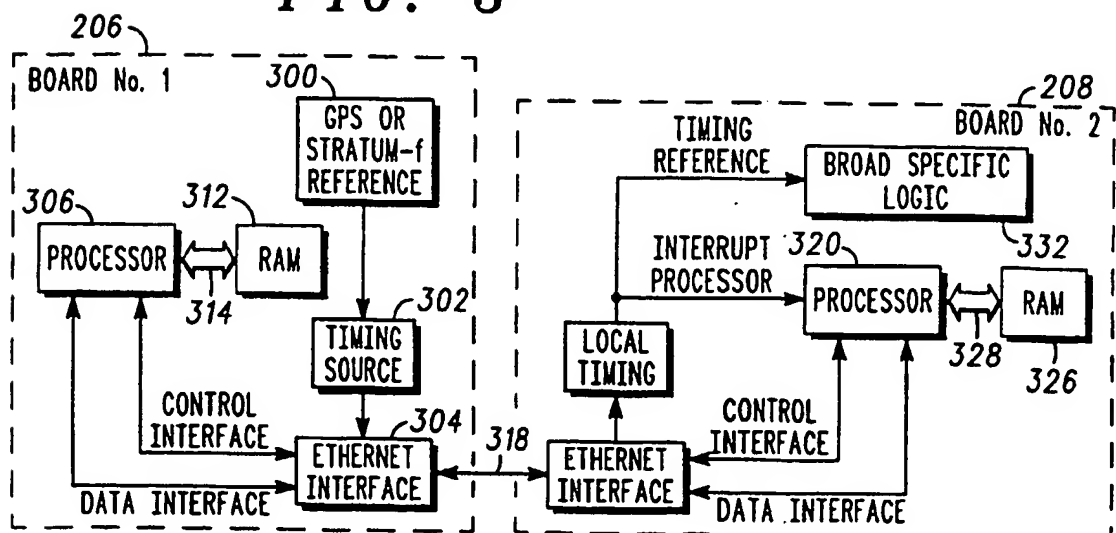 206
BOARD No. 1
300
GPS OR
STRATUM-f
REFERENCE
306
PROCESSOR
314
312
RAM
302
TIMING
SOURCE
CONTROL
INTERFACE
304
ETHERNET
INTERFACE
DATA INTERFACE
318
208
BOARD No. 2
TIMING
REFERENCE
BROAD SPECIFIC
LOGIC
332
INTERRUPT
PROCESSOR
320
PROCESSOR
328
RAM
326
LOCAL
TIMING
CONTROL
INTERFACE
ETHERNET
INTERFACE
DATA INTERFACE